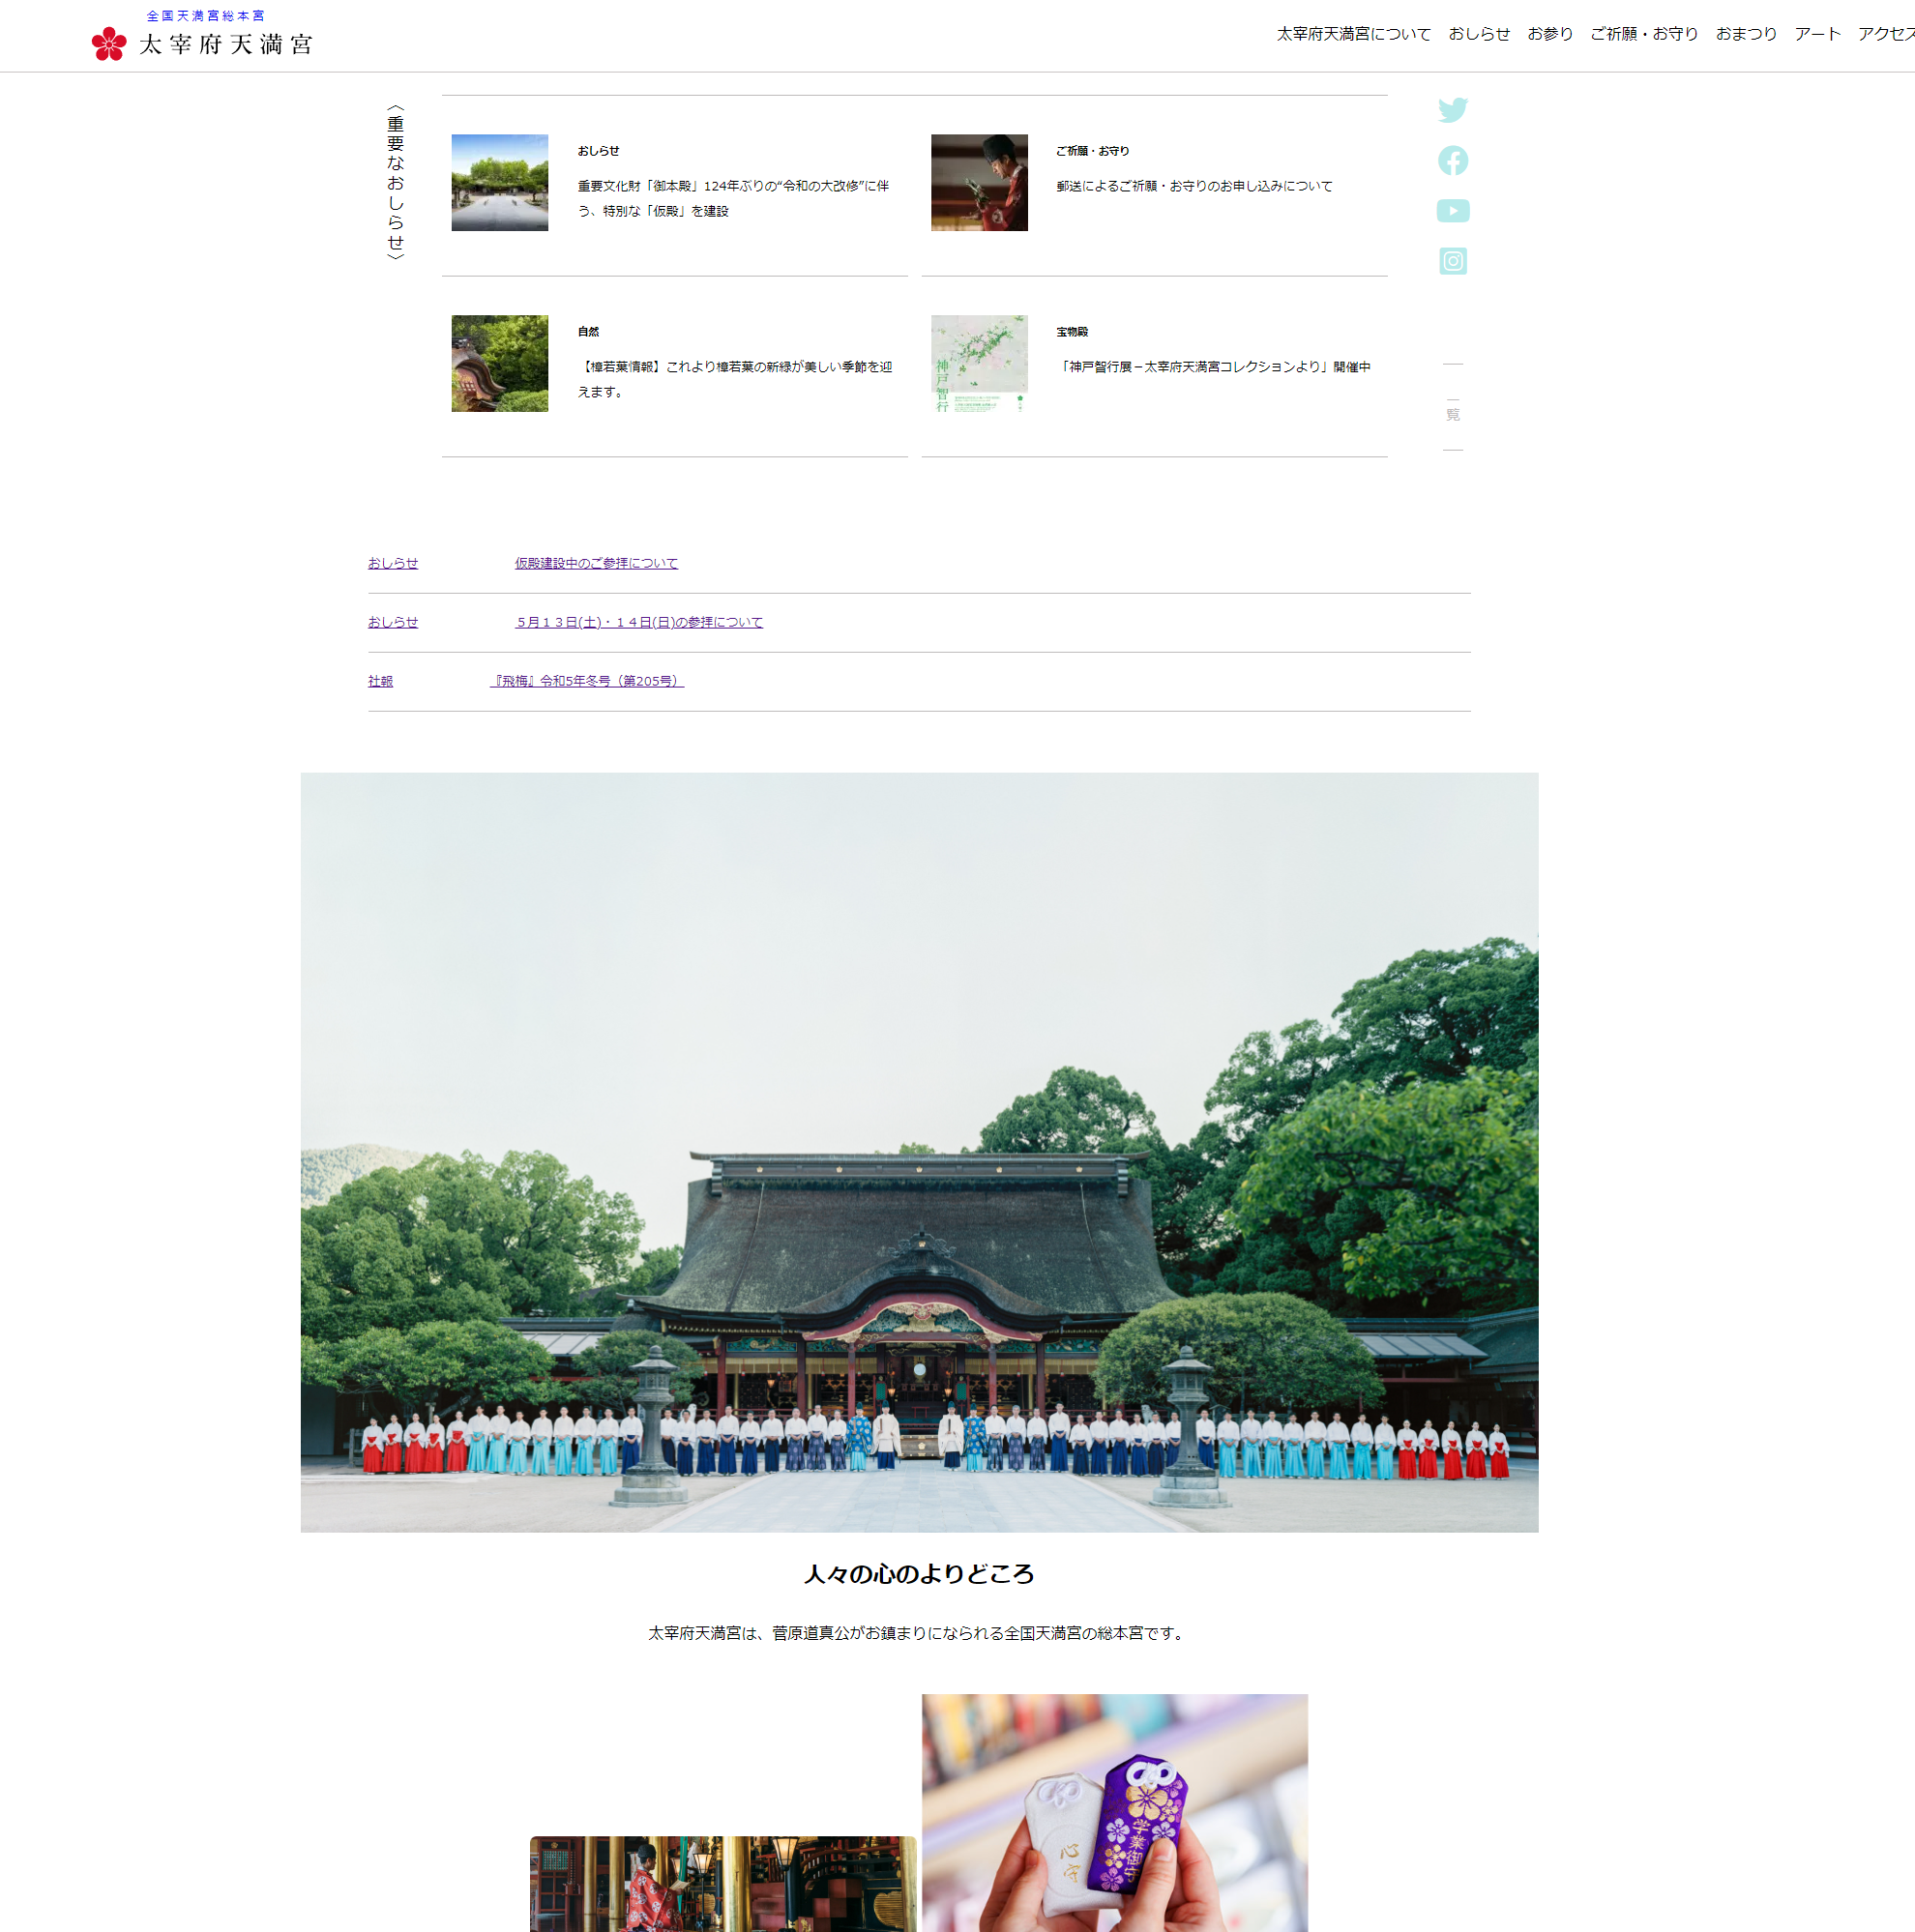 全国天満宮総本宮
太宰府天満宮
太宰府天満宮について おしらせ お参り ご祈願・お守り おまつり アート アクセス
〈重要なおしらせ〉
おしらせ
重要文化財「御本殿」124年ぶりの“令和の大改修”に伴
う、特別な「仮殿」を建設
ご祈願・お守り
郵送によるご祈願・お守りのお申し込みについて
自然
【樟若葉情報】これより樟若葉の新緑が美しい季節を迎
えます。
神戸智行
宝物殿
「神戸智行展－太宰府天満宮コレクションより」開催中
一覧
おしらせ 仮殿建設中のご参拝について
おしらせ ５月１３日(土)・１４日(日)の参拝について
社報 『飛梅』令和5年冬号（第205号）
人々の心のよりどころ
太宰府天満宮は、菅原道真公がお鎮まりになられる全国天満宮の総本宮です。
心守
学業御守